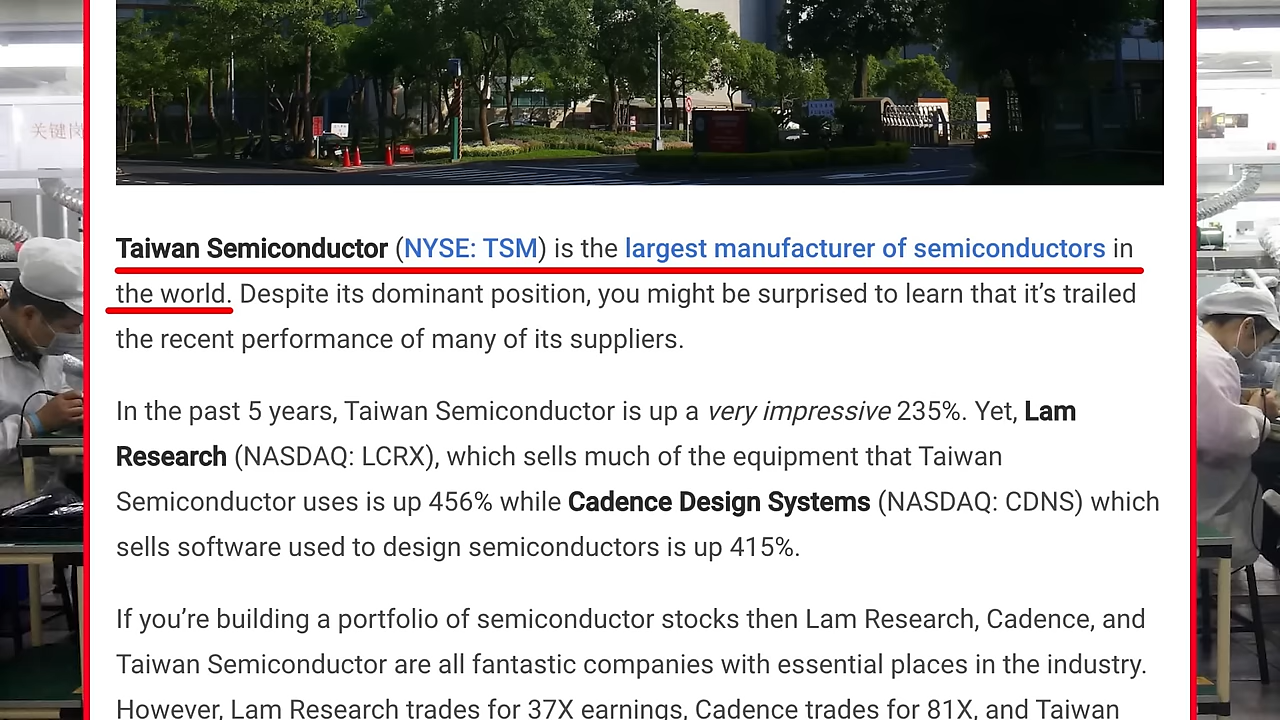 关键岗
Taiwan Semiconductor (NYSE: TSM) is the largest manufacturer of semiconductors in
the world. Despite its dominant position, you might be surprised to learn that it’s trailed
the recent performance of many of its suppliers.
In the past 5 years, Taiwan Semiconductor is up a very impressive 235%. Yet, Lam
Research (NASDAQ: LCRX), which sells much of the equipment that Taiwan
Semiconductor uses is up 456% while Cadence Design Systems (NASDAQ: CDNS) which
sells software used to design semiconductors is up 415%.
If you’re building a portfolio of semiconductor stocks then Lam Research, Cadence, and
Taiwan Semiconductor are all fantastic companies with essential places in the industry.
However, Lam Research trades for 37X earnings, Cadence trades for 81X, and Taiwan